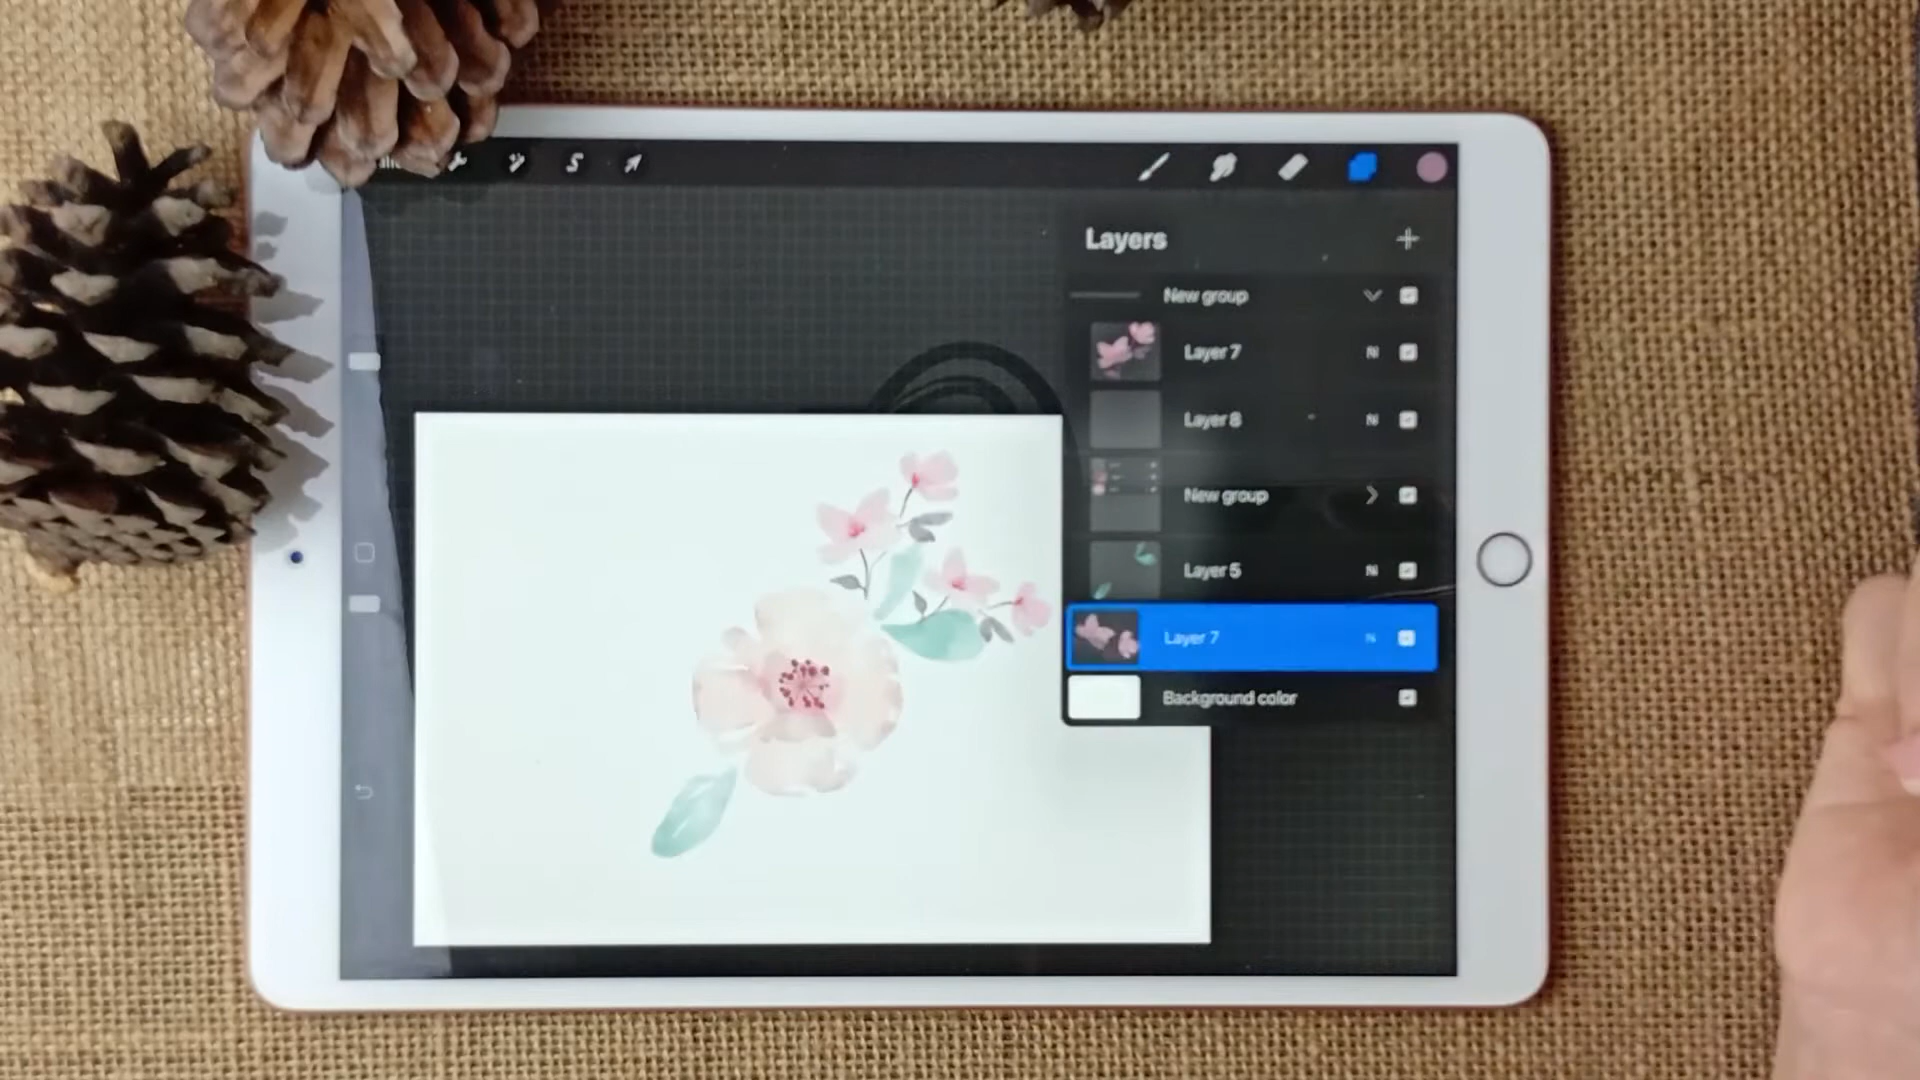 Layers
New group
Layer 7 N
Layer 8 N
New group
Layer 5 N
Layer 7 N
Background color